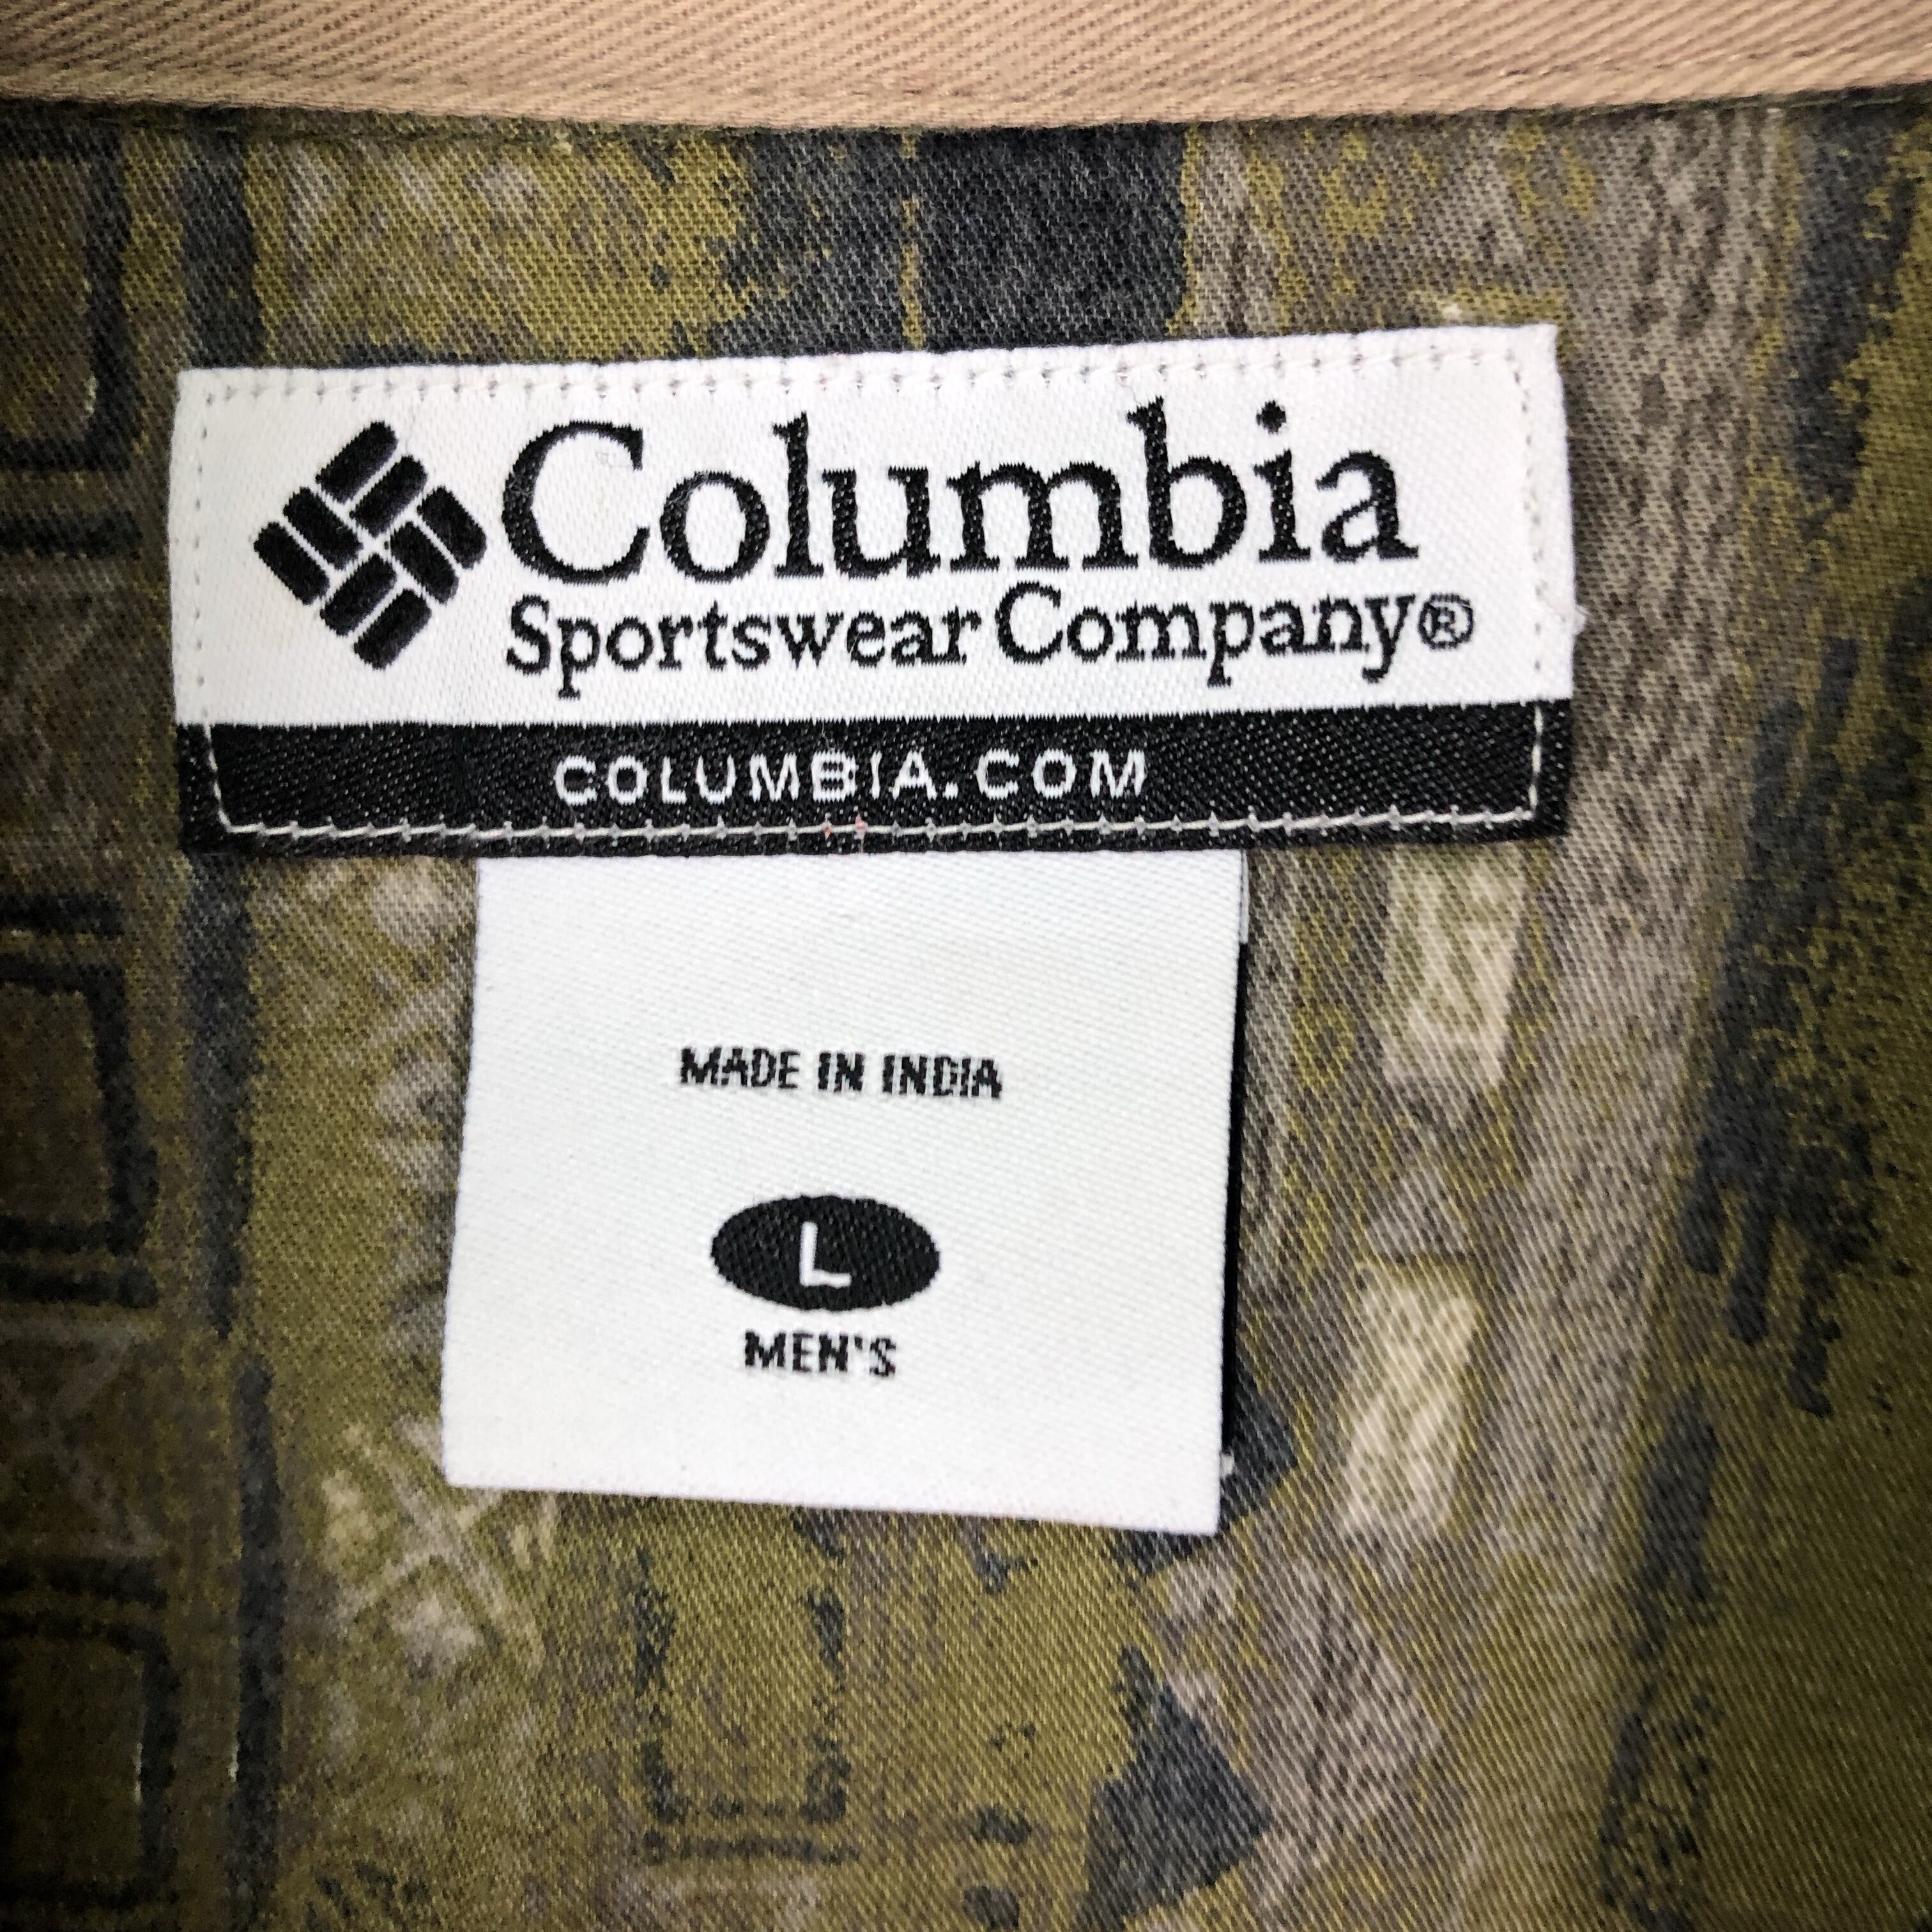 Columbia
Sportswear Company®
COLUMBIA.COM
MADE IN INDIA
L
MEN'S